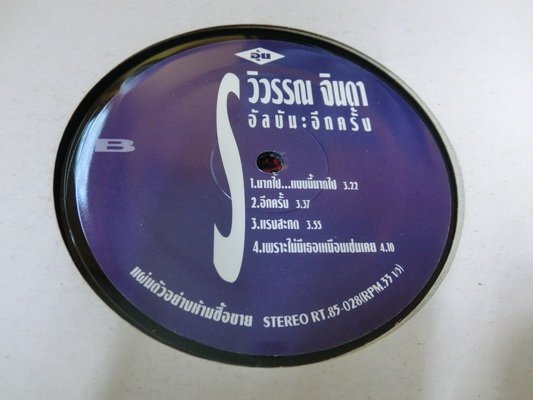 อุ๋น
S วิวรรณ จินดา
อัลบัม:อีกครั้ง
B
1.มากไป...แบบนี้มากไป 3.22
2.อีกครั้ง 3.37
3.แรงสะกด 3.55
4.เพราะไม่มีเธอเหมือนเช่นเคย 4.10
แผ่นตัวอย่างห้ามซื้อขาย STEREO RT.85-028(RPM.33 1/3)